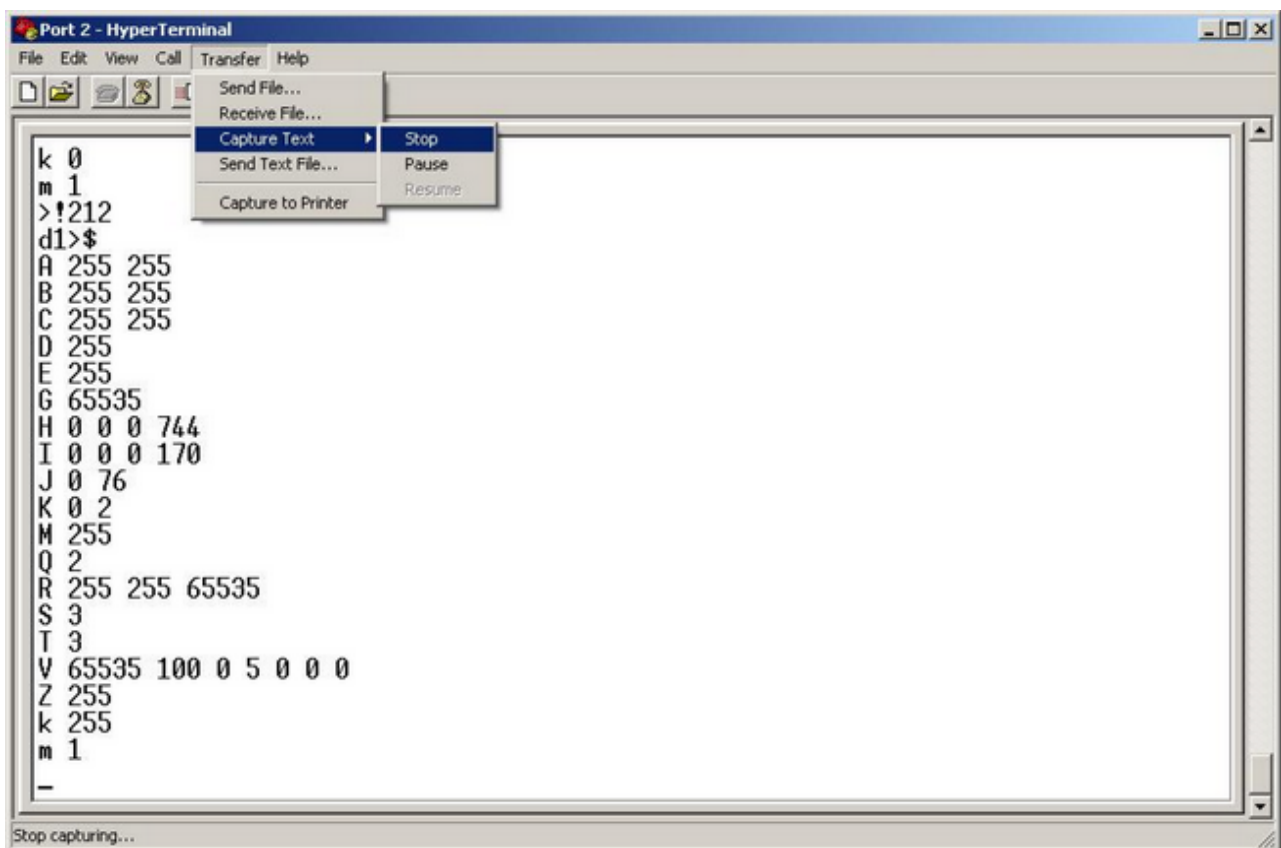 Port 2 - HyperTerminal
File Edit View Call Transfer Help
Send File...
Receive File...
Capture Text
Send Text File...
Capture to Printer
Stop
Pause
Resume
k 0
m 1
>!212
d1>$
A 255 255
B 255 255
C 255 255
D 255
E 255
G 65535
H 0 0 0 744
I 0 0 0 170
J 0 76
K 0 2
M 255
Q 2
R 255 255 65535
S 3
T 3
V 65535 100 0 5 0 0 0
Z 255
k 255
m 1
_
Stop capturing...